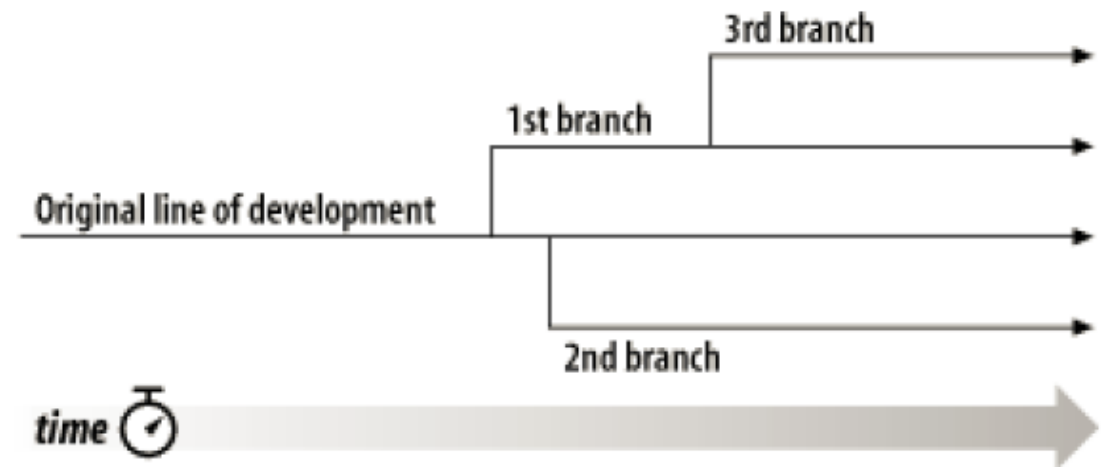 3rd branch
1st branch
Original line of development
2nd branch
time